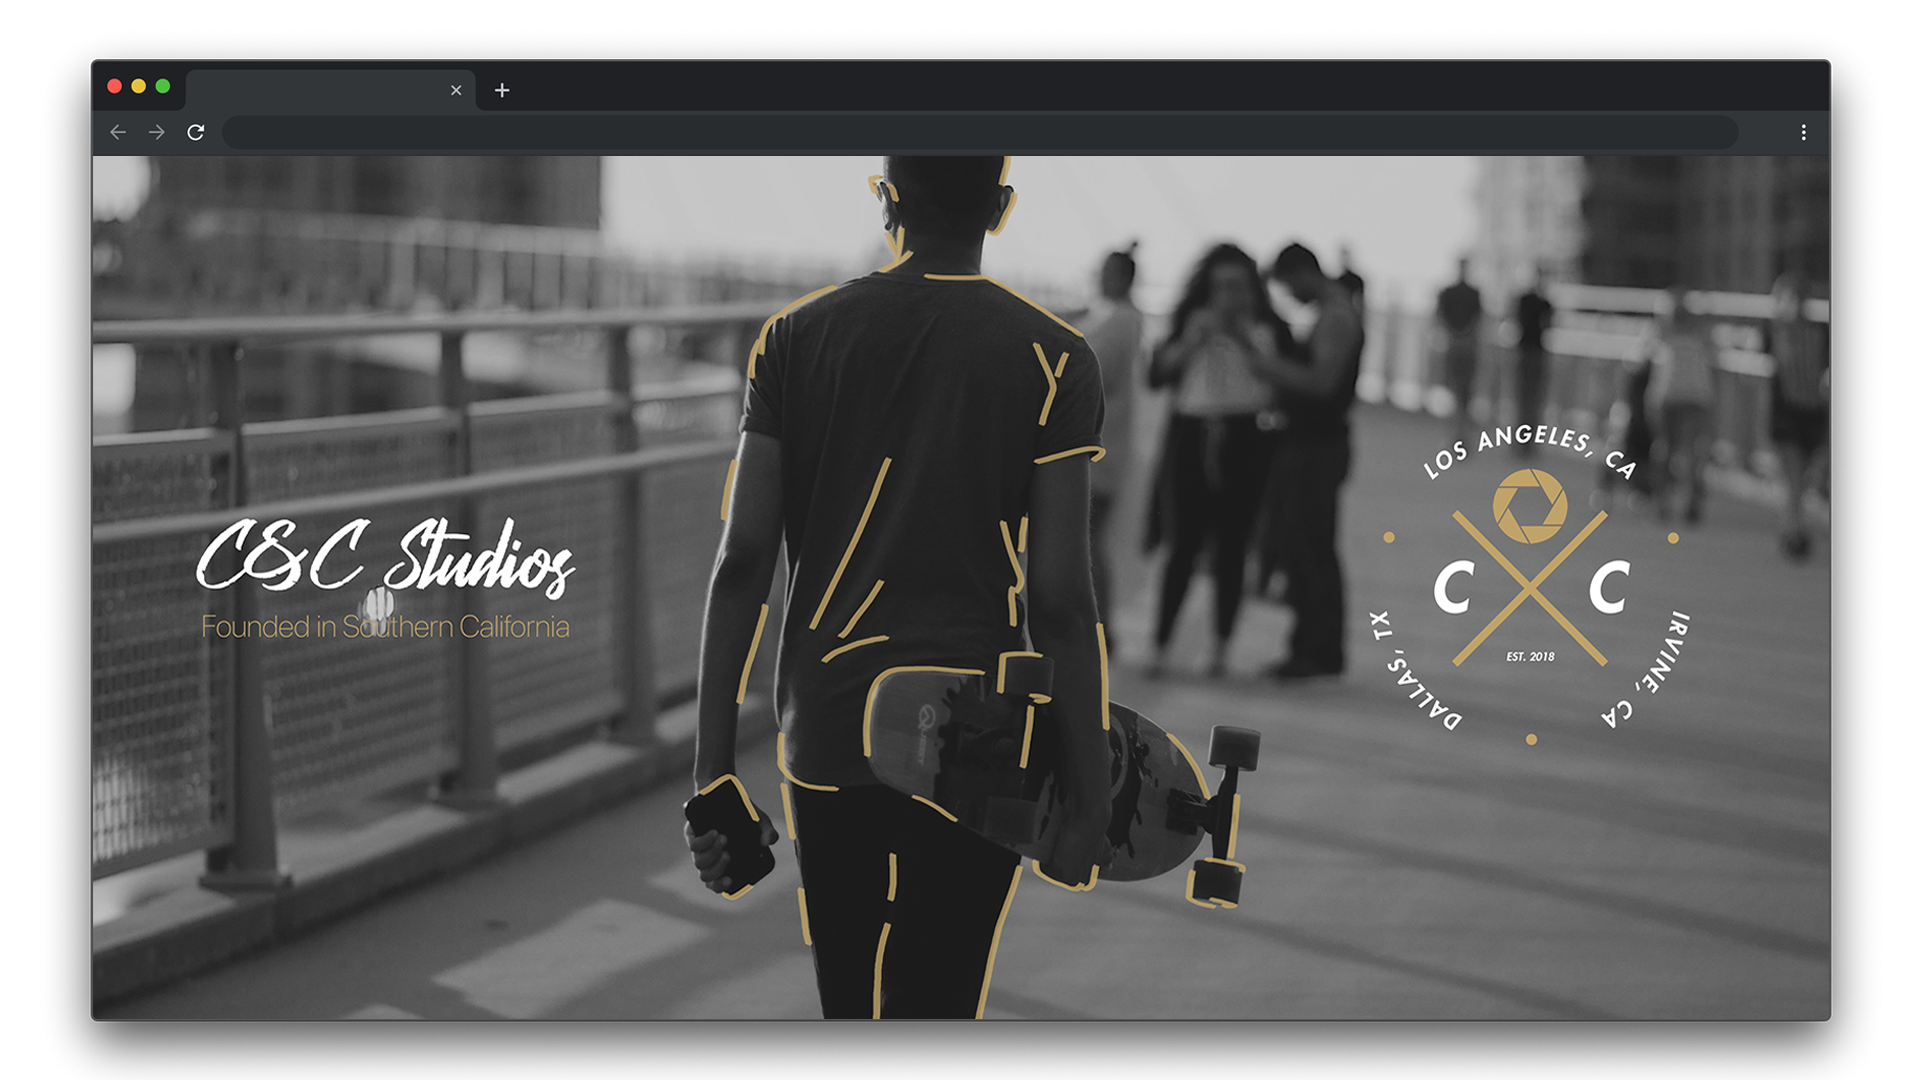 C&C Studios
Founded in Southern California
LOS ANGELES, CA
C C
EST. 2018
DALLAS, TX
IRVINE, CA